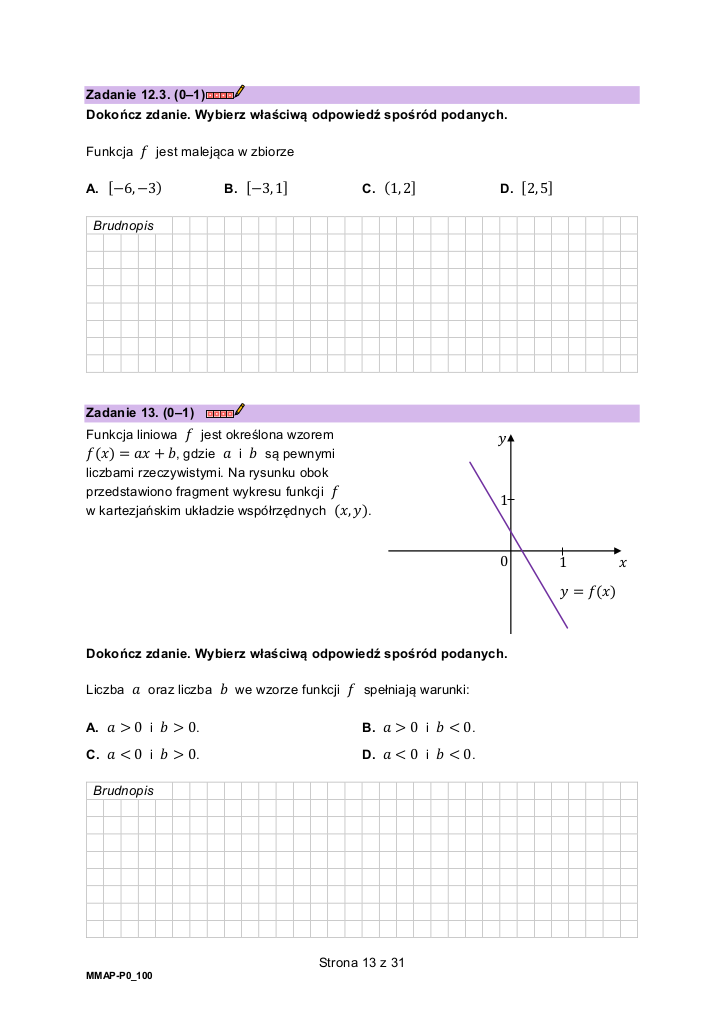 Zadanie 12.3. (0–1)
Dokończ zdanie. Wybierz właściwą odpowiedź spośród podanych.
Funkcja f jest malejąca w zbiorze
A. [−6, −3) B. [−3, 1] C. (1, 2] D. [2, 5]
Brudnopis
Zadanie 13. (0–1)
Funkcja liniowa f jest określona wzorem
f(x) = ax + b, gdzie a i b są pewnymi
liczbami rzeczywistymi. Na rysunku obok
przedstawiono fragment wykresu funkcji f
w kartezjańskim układzie współrzędnych (x, y).
y
1
0
1
x
y = f(x)
Dokończ zdanie. Wybierz właściwą odpowiedź spośród podanych.
Liczba a oraz liczba b we wzorze funkcji f spełniają warunki:
A. a > 0 i b > 0. B. a > 0 i b < 0.
C. a < 0 i b > 0. D. a < 0 i b < 0.
Brudnopis
Strona 13 z 31
MMAP-P0_100